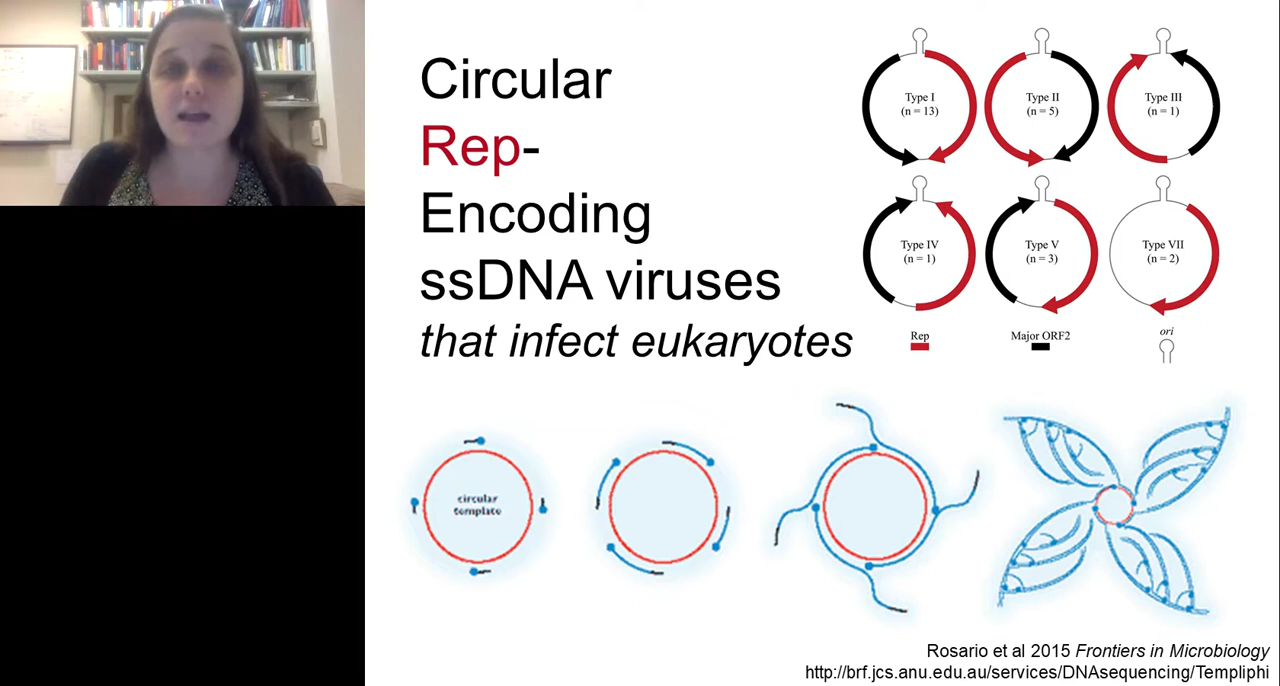 Circular
Rep-
Encoding
ssDNA viruses
that infect eukaryotes
Type I
(n = 13)
Type II
(n = 5)
Type III
(n = 1)
Type IV
(n = 1)
Type V
(n = 3)
Type VII
(n = 2)
Rep
Major ORF2
ori
circular
template
Rosario et al 2015 Frontiers in Microbiology
http://brf.jcs.anu.edu.au/services/DNAsequencing/Templiphi